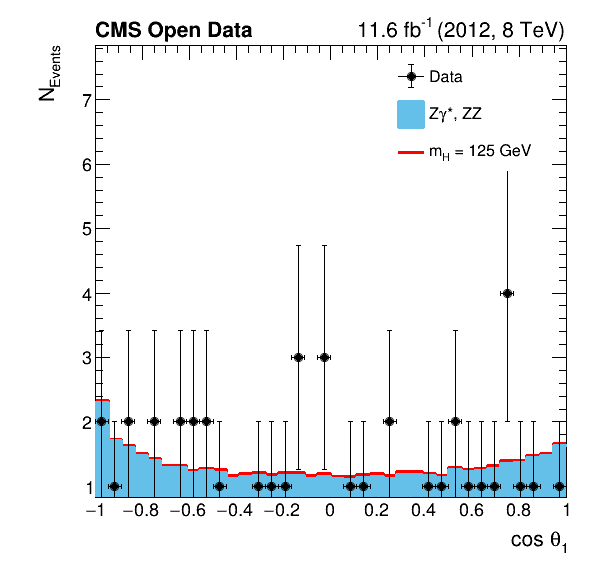 CMS Open Data 11.6 fb⁻¹ (2012, 8 TeV)
N_Events
Data
Zγ*, ZZ
m_H = 125 GeV
7
6
5
4
3
2
1
−1 −0.8 −0.6 −0.4 −0.2 0 0.2 0.4 0.6 0.8 1
cos θ₁